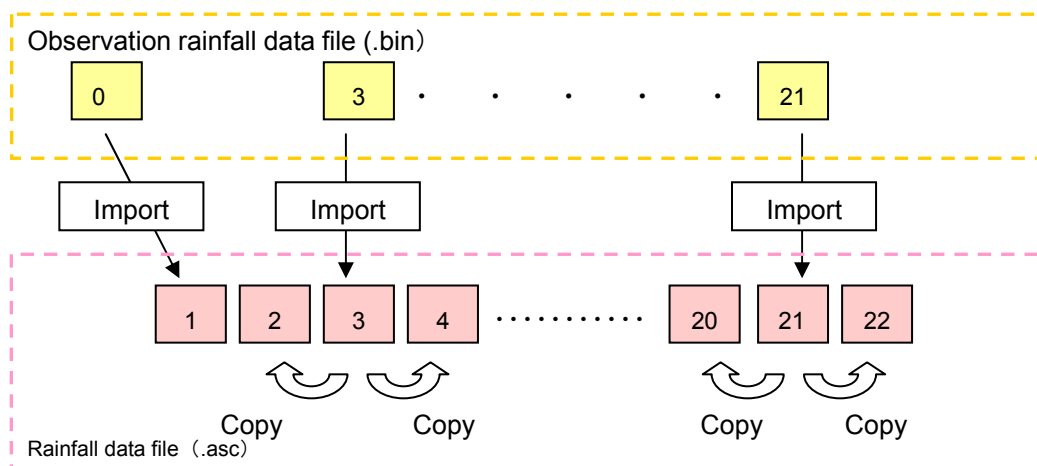 Observation rainfall data file (.bin）
0 3 ・ ・ ・ ・ ・ 21
Import Import Import
1 2 3 4 ・・・・・・・・・・・ 20 21 22
Copy Copy Copy Copy
Rainfall data file（.asc）